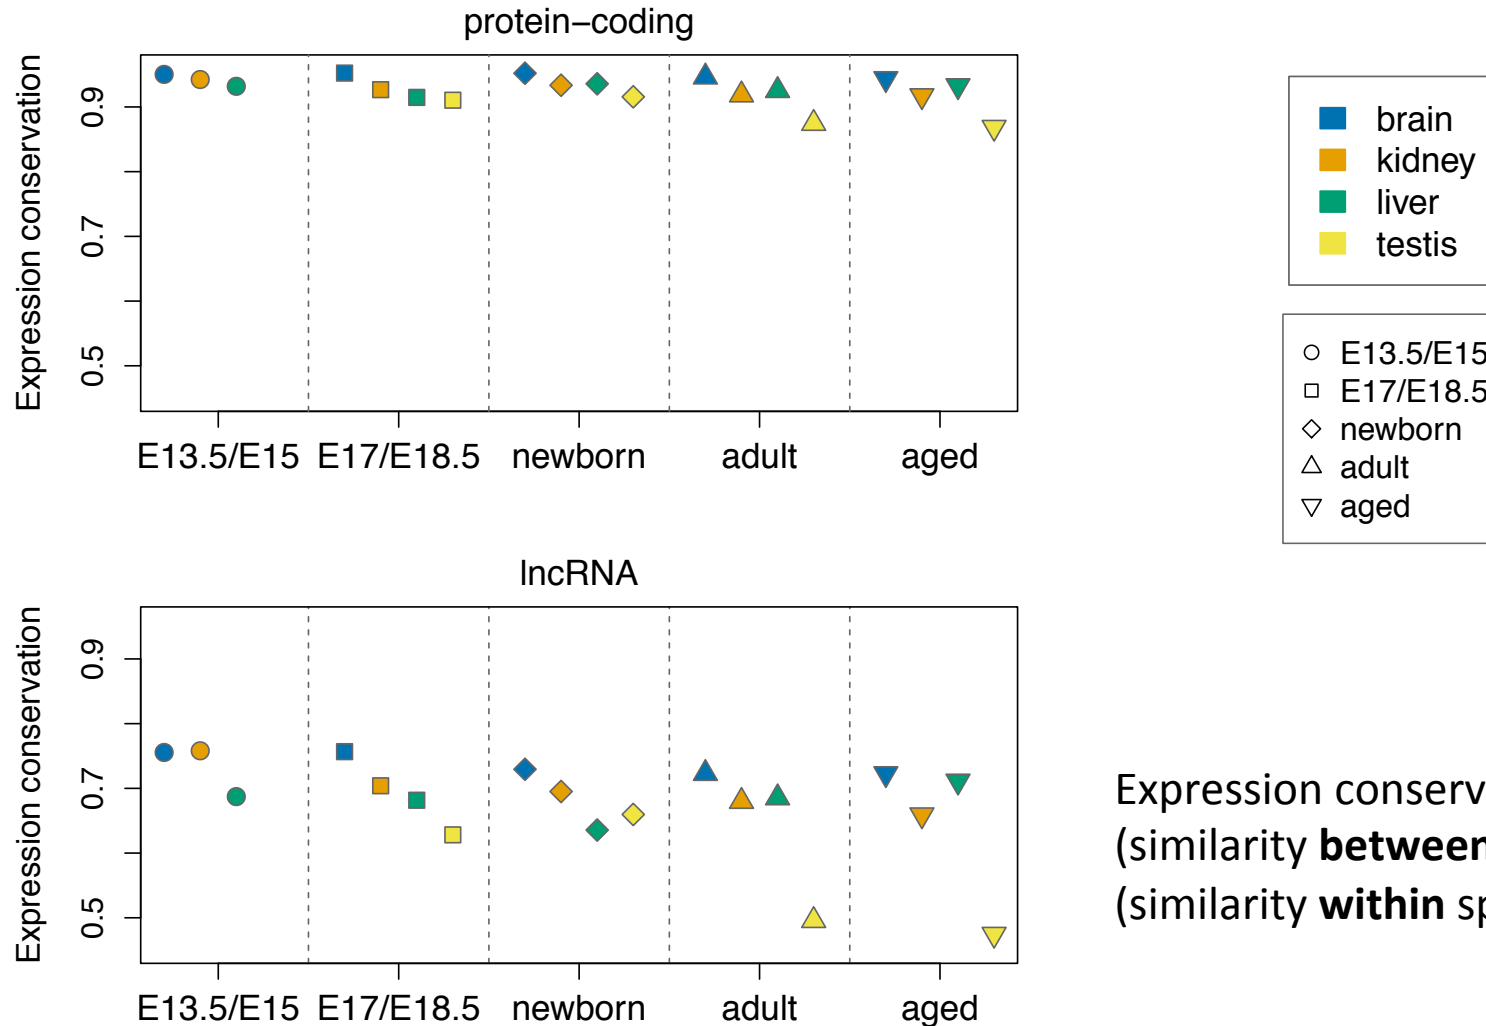 protein−coding
Expression conservation
0.9
0.7
0.5
E13.5/E15 E17/E18.5 newborn adult aged
brain
kidney
liver
testis
E13.5/E15
E17/E18.5
newborn
adult
aged
lncRNA
Expression conservation
0.9
0.7
0.5
E13.5/E15 E17/E18.5 newborn adult aged
Expression conserv
(similarity between
(similarity within sp